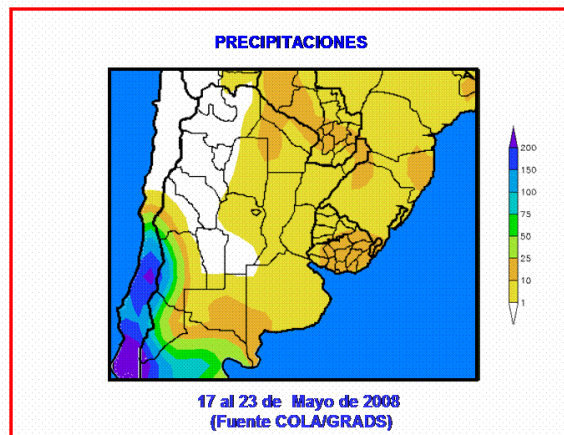 PRECIPITACIONES
200
150
100
75
50
25
10
1
17 al 23 de Mayo de 2008
(Fuente COLA/GRADS)